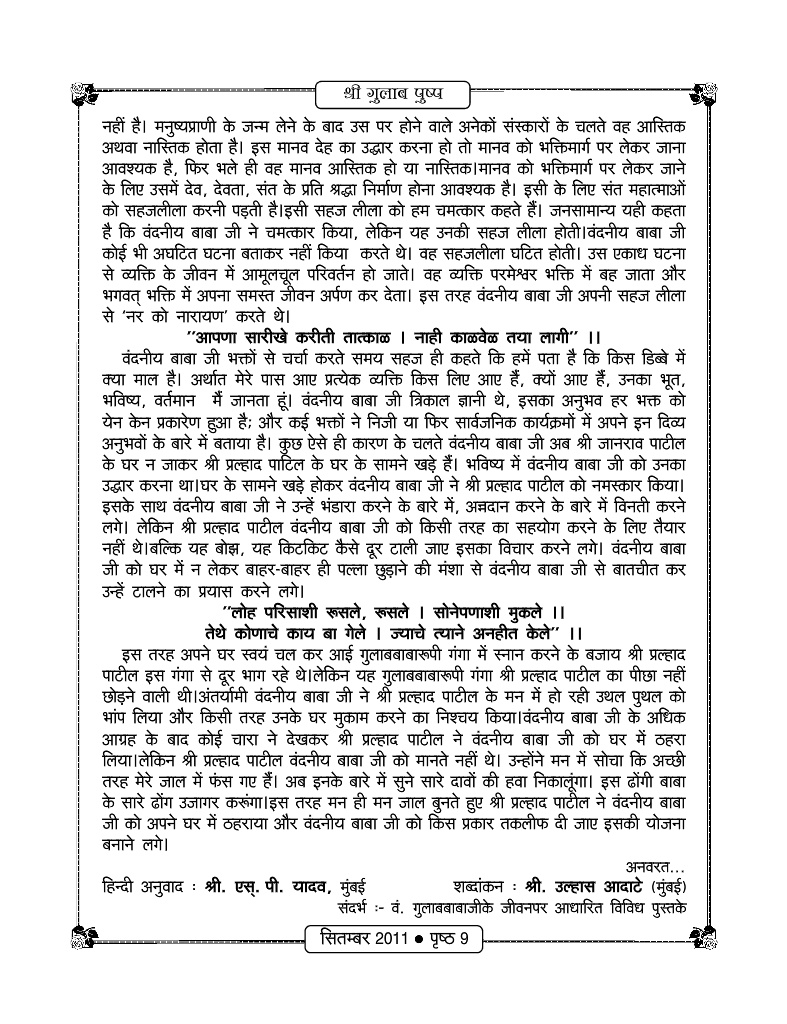 श्री गुलाब पुष्प
नहीं है। मनुष्यप्राणी के जन्म लेने के बाद उस पर होने वाले अनेकों संस्कारों के चलते वह आस्तिक
अथवा नास्तिक होता है। इस मानव देह का उद्धार करना हो तो मानव को भक्तिमार्ग पर लेकर जाना
आवश्यक है, फिर भले ही वह मानव आस्तिक हो या नास्तिक।मानव को भक्तिमार्ग पर लेकर जाने
के लिए उसमें देव, देवता, संत के प्रति श्रद्धा निर्माण होना आवश्यक है। इसी के लिए संत महात्माओं
को सहजलीला करनी पड़ती है।इसी सहज लीला को हम चमत्कार कहते हैं। जनसामान्य यही कहता
है कि वंदनीय बाबा जी ने चमत्कार किया, लेकिन यह उनकी सहज लीला होती।वंदनीय बाबा जी
कोई भी अघटित घटना बताकर नहीं किया करते थे। वह सहजलीला घटित होती। उस एकाध घटना
से व्यक्ति के जीवन में आमूलचूल परिवर्तन हो जाते। वह व्यक्ति परमेश्वर भक्ति में बह जाता और
भगवत् भक्ति में अपना समस्त जीवन अर्पण कर देता। इस तरह वंदनीय बाबा जी अपनी सहज लीला
से ‘नर को नारायण’ करते थे।
”आपणा सारीखे करीती तात्काळ । नाही काळवेळ तया लागी” ।।
वंदनीय बाबा जी भक्तों से चर्चा करते समय सहज ही कहते कि हमें पता है कि किस डिब्बे में
क्या माल है। अर्थात मेरे पास आए प्रत्येक व्यक्ति किस लिए आए हैं, क्यों आए हैं, उनका भूत,
भविष्य, वर्तमान मैं जानता हूं। वंदनीय बाबा जी त्रिकाल ज्ञानी थे, इसका अनुभव हर भक्त को
येन केन प्रकारेण हुआ है; और कई भक्तों ने निजी या फिर सार्वजनिक कार्यक्रमों में अपने इन दिव्य
अनुभवों के बारे में बताया है। कुछ ऐसे ही कारण के चलते वंदनीय बाबा जी अब श्री जानराव पाटील
के घर न जाकर श्री प्रल्हाद पाटिल के घर के सामने खड़े हैं। भविष्य में वंदनीय बाबा जी को उनका
उद्धार करना था।घर के सामने खड़े होकर वंदनीय बाबा जी ने श्री प्रल्हाद पाटील को नमस्कार किया।
इसके साथ वंदनीय बाबा जी ने उन्हें भंडारा करने के बारे में, अन्नदान करने के बारे में विनती करने
लगे। लेकिन श्री प्रल्हाद पाटील वंदनीय बाबा जी को किसी तरह का सहयोग करने के लिए तैयार
नहीं थे।बल्कि यह बोझ, यह किटकिट कैसे दूर टाली जाए इसका विचार करने लगे। वंदनीय बाबा
जी को घर में न लेकर बाहर-बाहर ही पल्ला छुड़ाने की मंशा से वंदनीय बाबा जी से बातचीत कर
उन्हें टालने का प्रयास करने लगे।
”लोह परिसाशी रूसले, रूसले । सोनेपणाशी मुकले ।।
तेथे कोणाचे काय बा गेले । ज्याचे त्याने अनहीत केले” ।।
इस तरह अपने घर स्वयं चल कर आई गुलाबबाबारूपी गंगा में स्नान करने के बजाय श्री प्रल्हाद
पाटील इस गंगा से दूर भाग रहे थे।लेकिन यह गुलाबबाबारूपी गंगा श्री प्रल्हाद पाटील का पीछा नहीं
छोड़ने वाली थी।अंतर्यामी वंदनीय बाबा जी ने श्री प्रल्हाद पाटील के मन में हो रही उथल पुथल को
भांप लिया और किसी तरह उनके घर मुकाम करने का निश्चय किया।वंदनीय बाबा जी के अधिक
आग्रह के बाद कोई चारा ने देखकर श्री प्रल्हाद पाटील ने वंदनीय बाबा जी को घर में ठहरा
लिया।लेकिन श्री प्रल्हाद पाटील वंदनीय बाबा जी को मानते नहीं थे। उन्होंने मन में सोचा कि अच्छी
तरह मेरे जाल में फंस गए हैं। अब इनके बारे में सुने सारे दावों की हवा निकालूंगा। इस ढोंगी बाबा
के सारे ढोंग उजागर करूंगा।इस तरह मन ही मन जाल बुनते हुए श्री प्रल्हाद पाटील ने वंदनीय बाबा
जी को अपने घर में ठहराया और वंदनीय बाबा जी को किस प्रकार तकलीफ दी जाए इसकी योजना
बनाने लगे।
अनवरत...
हिन्दी अनुवाद : श्री. एस्. पी. यादव, मुंबई शब्दांकन : श्री. उल्हास आदाटे (मुंबई)
संदर्भ :- वं. गुलाबबाबाजीके जीवनपर आधारित विविध पुस्तके
सितम्बर 2011 ● पृष्ठ 9